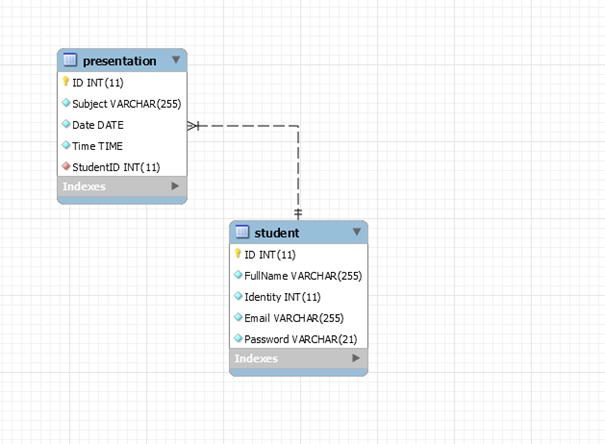 presentation
ID INT(11)
Subject VARCHAR(255)
Date DATE
Time TIME
StudentID INT(11)
Indexes
student
ID INT(11)
FullName VARCHAR(255)
Identity INT(11)
Email VARCHAR(255)
Password VARCHAR(21)
Indexes